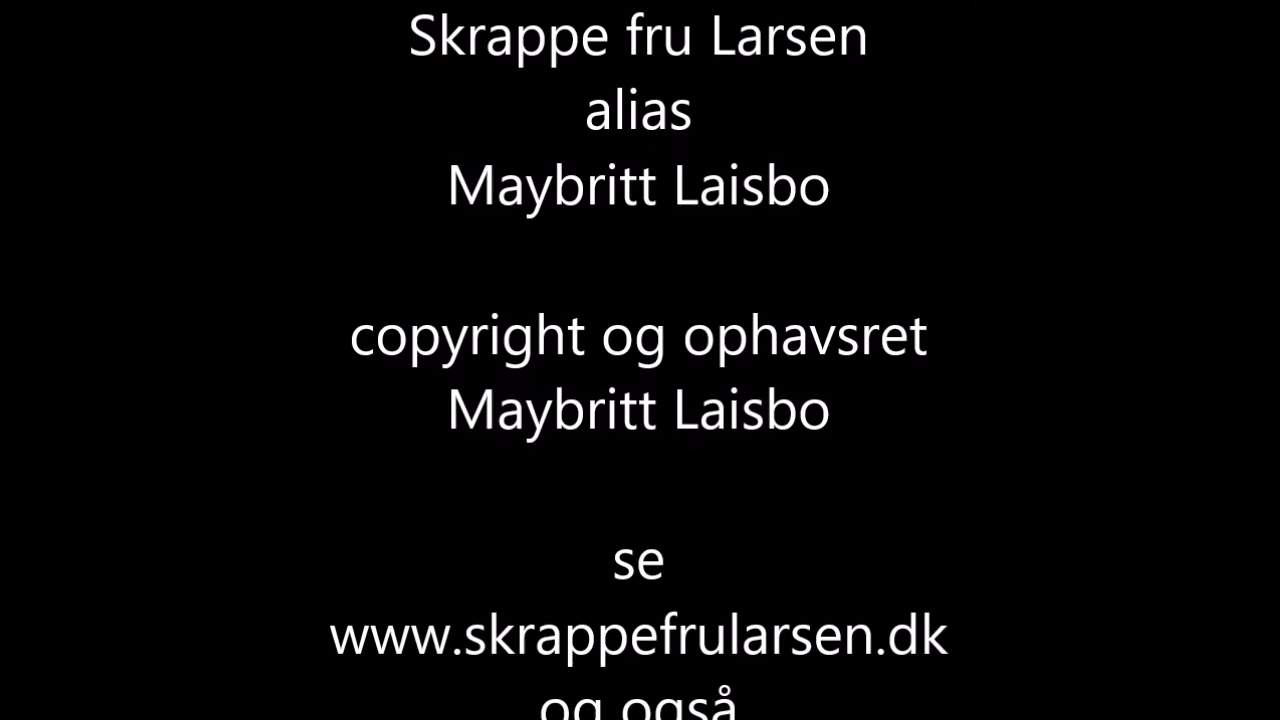 Skrappe fru Larsen
alias
Maybritt Laisbo
copyright og ophavsret
Maybritt Laisbo
se
www.skrappefrularsen.dk
og også